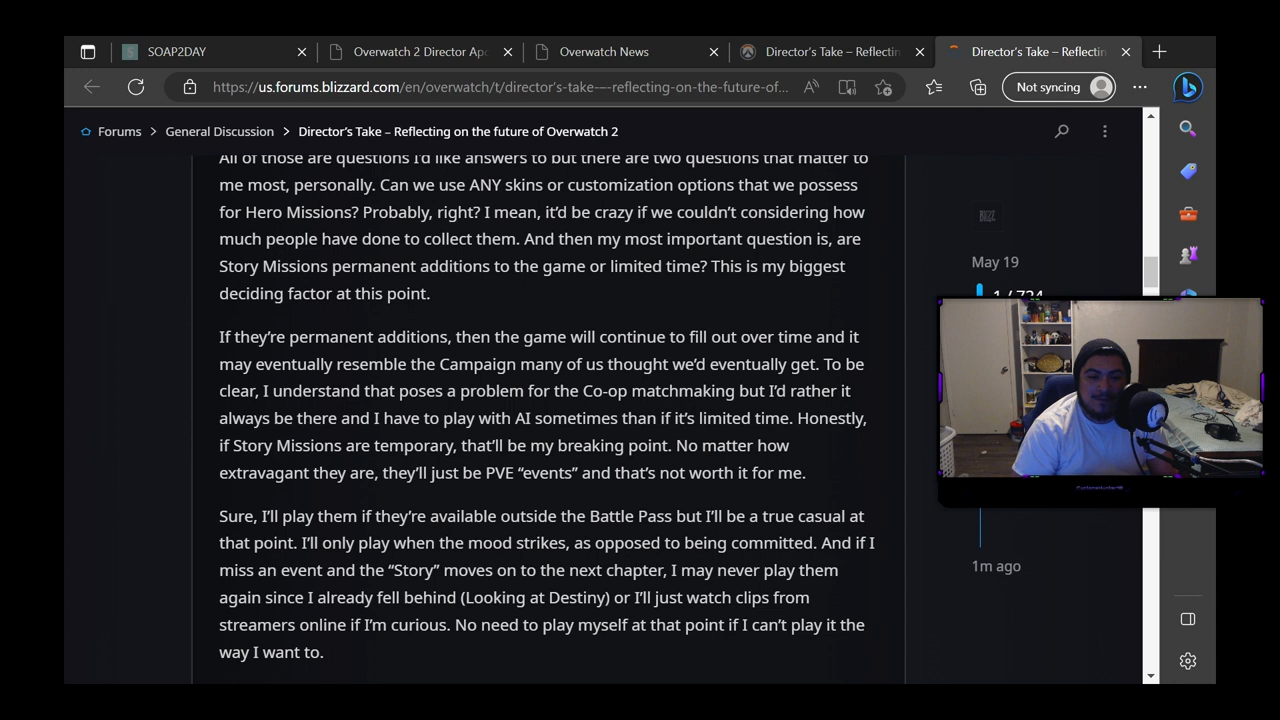 SOAP2DAY
Overwatch 2 Director Apo
Overwatch News
Director's Take – Reflectin
Director's Take – Reflectin
https://us.forums.blizzard.com/en/overwatch/t/director's-take-–-reflecting-on-the-future-of...
Not syncing
Forums > General Discussion > Director's Take – Reflecting on the future of Overwatch 2
All of those are questions I'd like answers to but there are two questions that matter to
me most, personally. Can we use ANY skins or customization options that we possess
for Hero Missions? Probably, right? I mean, it'd be crazy if we couldn't considering how
much people have done to collect them. And then my most important question is, are
Story Missions permanent additions to the game or limited time? This is my biggest
deciding factor at this point.
If they're permanent additions, then the game will continue to fill out over time and it
may eventually resemble the Campaign many of us thought we'd eventually get. To be
clear, I understand that poses a problem for the Co-op matchmaking but I'd rather it
always be there and I have to play with AI sometimes than if it's limited time. Honestly,
if Story Missions are temporary, that'll be my breaking point. No matter how
extravagant they are, they'll just be PVE “events” and that's not worth it for me.
Sure, I'll play them if they're available outside the Battle Pass but I'll be a true casual at
that point. I'll only play when the mood strikes, as opposed to being committed. And if I
miss an event and the “Story” moves on to the next chapter, I may never play them
again since I already fell behind (Looking at Destiny) or I'll just watch clips from
streamers online if I'm curious. No need to play myself at that point if I can't play it the
way I want to.
BLIZZ
May 19
1 / 734
1m ago